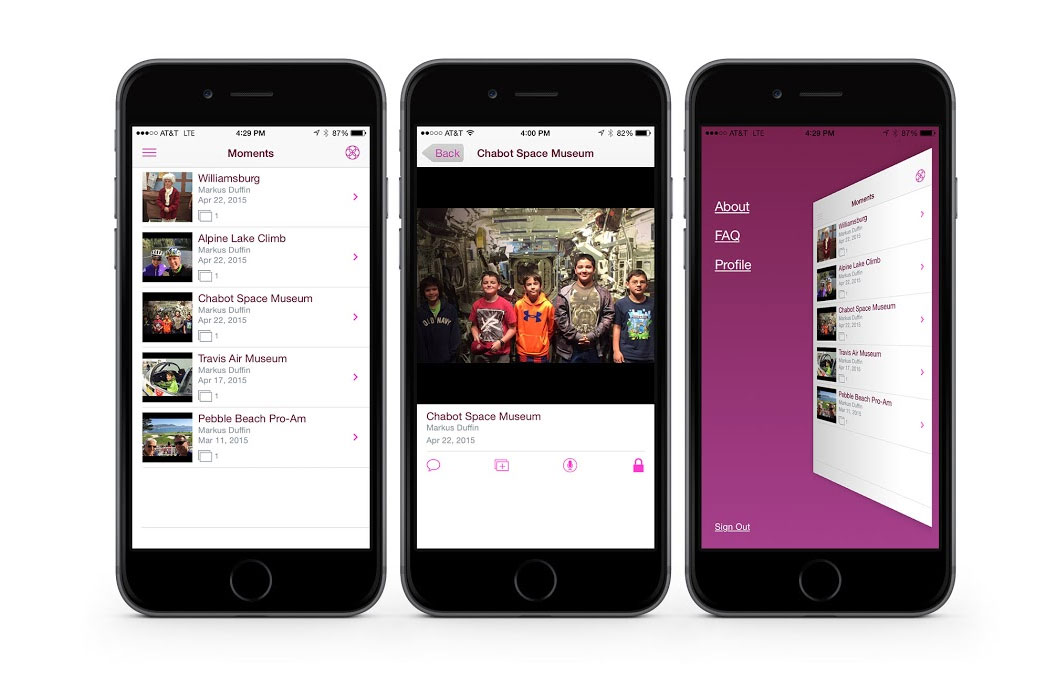 ●●●○○ AT&T LTE 4:29 PM 87%
Moments
Williamsburg
Markus Duffin
Apr 22, 2015
1
Alpine Lake Climb
Markus Duffin
Apr 22, 2015
1
Chabot Space Museum
Markus Duffin
Apr 22, 2015
1
Travis Air Museum
Markus Duffin
Apr 17, 2015
1
Pebble Beach Pro-Am
Markus Duffin
Mar 11, 2015
1
●●○○○ AT&T 4:00 PM 82%
Back Chabot Space Museum
OLD NAVY
Chabot Space Museum
Markus Duffin
Apr 22, 2015
●●●○○ AT&T LTE 4:29 PM 87%
About
FAQ
Profile
Sign Out
Moments
Williamsburg
Markus Duffin
Apr 22, 2015
1
Alpine Lake Climb
Markus Duffin
Apr 22, 2015
1
Chabot Space Museum
Markus Duffin
Apr 22, 2015
1
Travis Air Museum
Markus Duffin
Apr 17, 2015
1
Pebble Beach Pro-Am
Markus Duffin
Mar 11, 2015
1